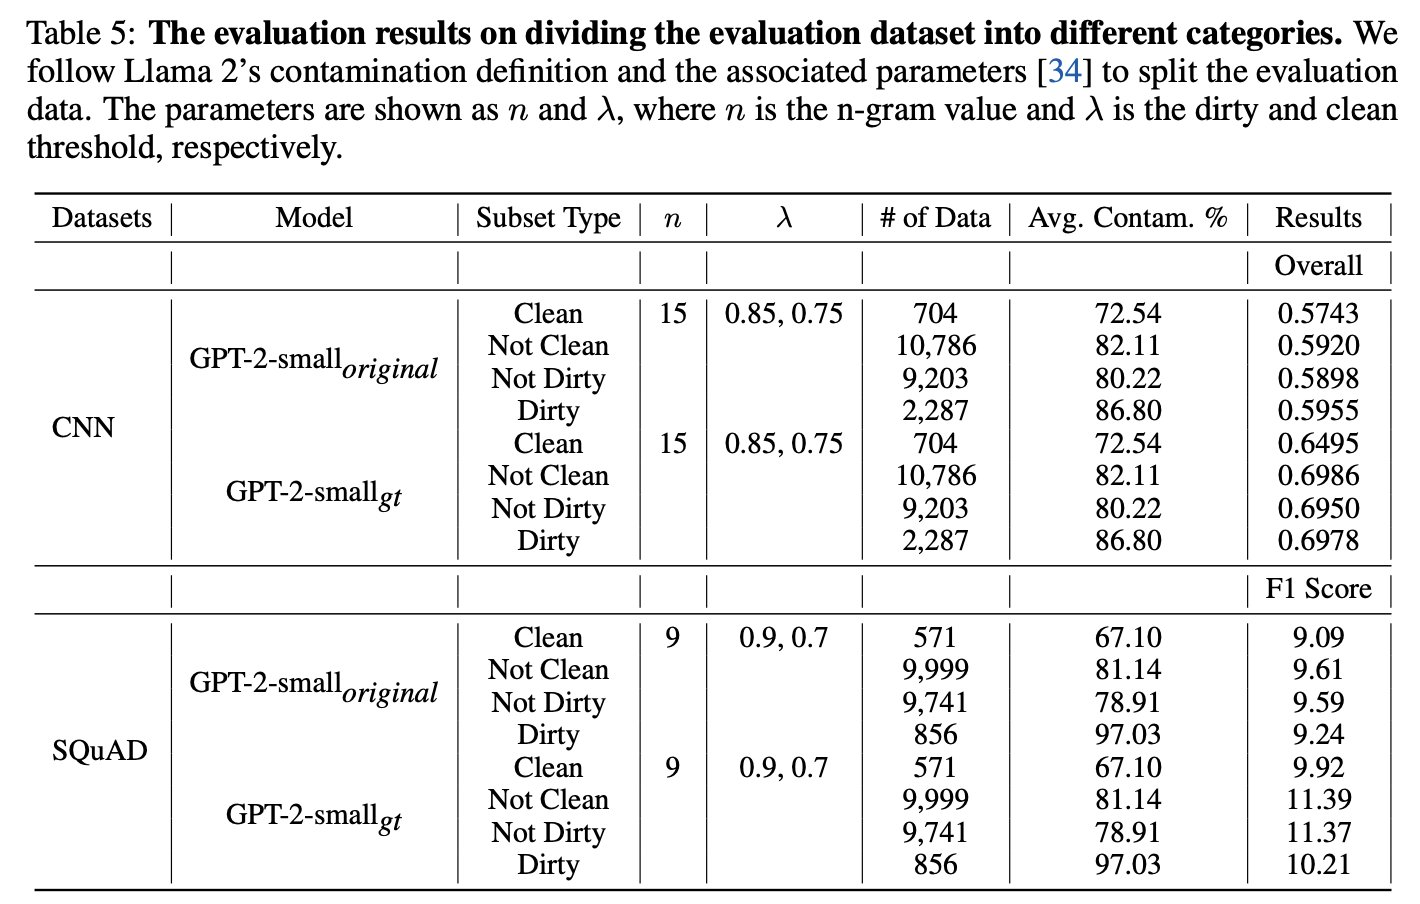 Table 5: The evaluation results on dividing the evaluation dataset into different categories. We
follow Llama 2's contamination definition and the associated parameters [34] to split the evaluation
data. The parameters are shown as n and λ, where n is the n-gram value and λ is the dirty and clean
threshold, respectively.
Datasets Model Subset Type n λ # of Data Avg. Contam. % Results
Overall
Clean 15 0.85, 0.75 704 72.54 0.5743
Not Clean 10,786 82.11 0.5920
GPT-2-small original
Not Dirty 9,203 80.22 0.5898
Dirty 2,287 86.80 0.5955
CNN
Clean 15 0.85, 0.75 704 72.54 0.6495
Not Clean 10,786 82.11 0.6986
GPT-2-small gt
Not Dirty 9,203 80.22 0.6950
Dirty 2,287 86.80 0.6978
F1 Score
Clean 9 0.9, 0.7 571 67.10 9.09
Not Clean 9,999 81.14 9.61
GPT-2-small original
Not Dirty 9,741 78.91 9.59
Dirty 856 97.03 9.24
SQuAD
Clean 9 0.9, 0.7 571 67.10 9.92
Not Clean 9,999 81.14 11.39
GPT-2-small gt
Not Dirty 9,741 78.91 11.37
Dirty 856 97.03 10.21